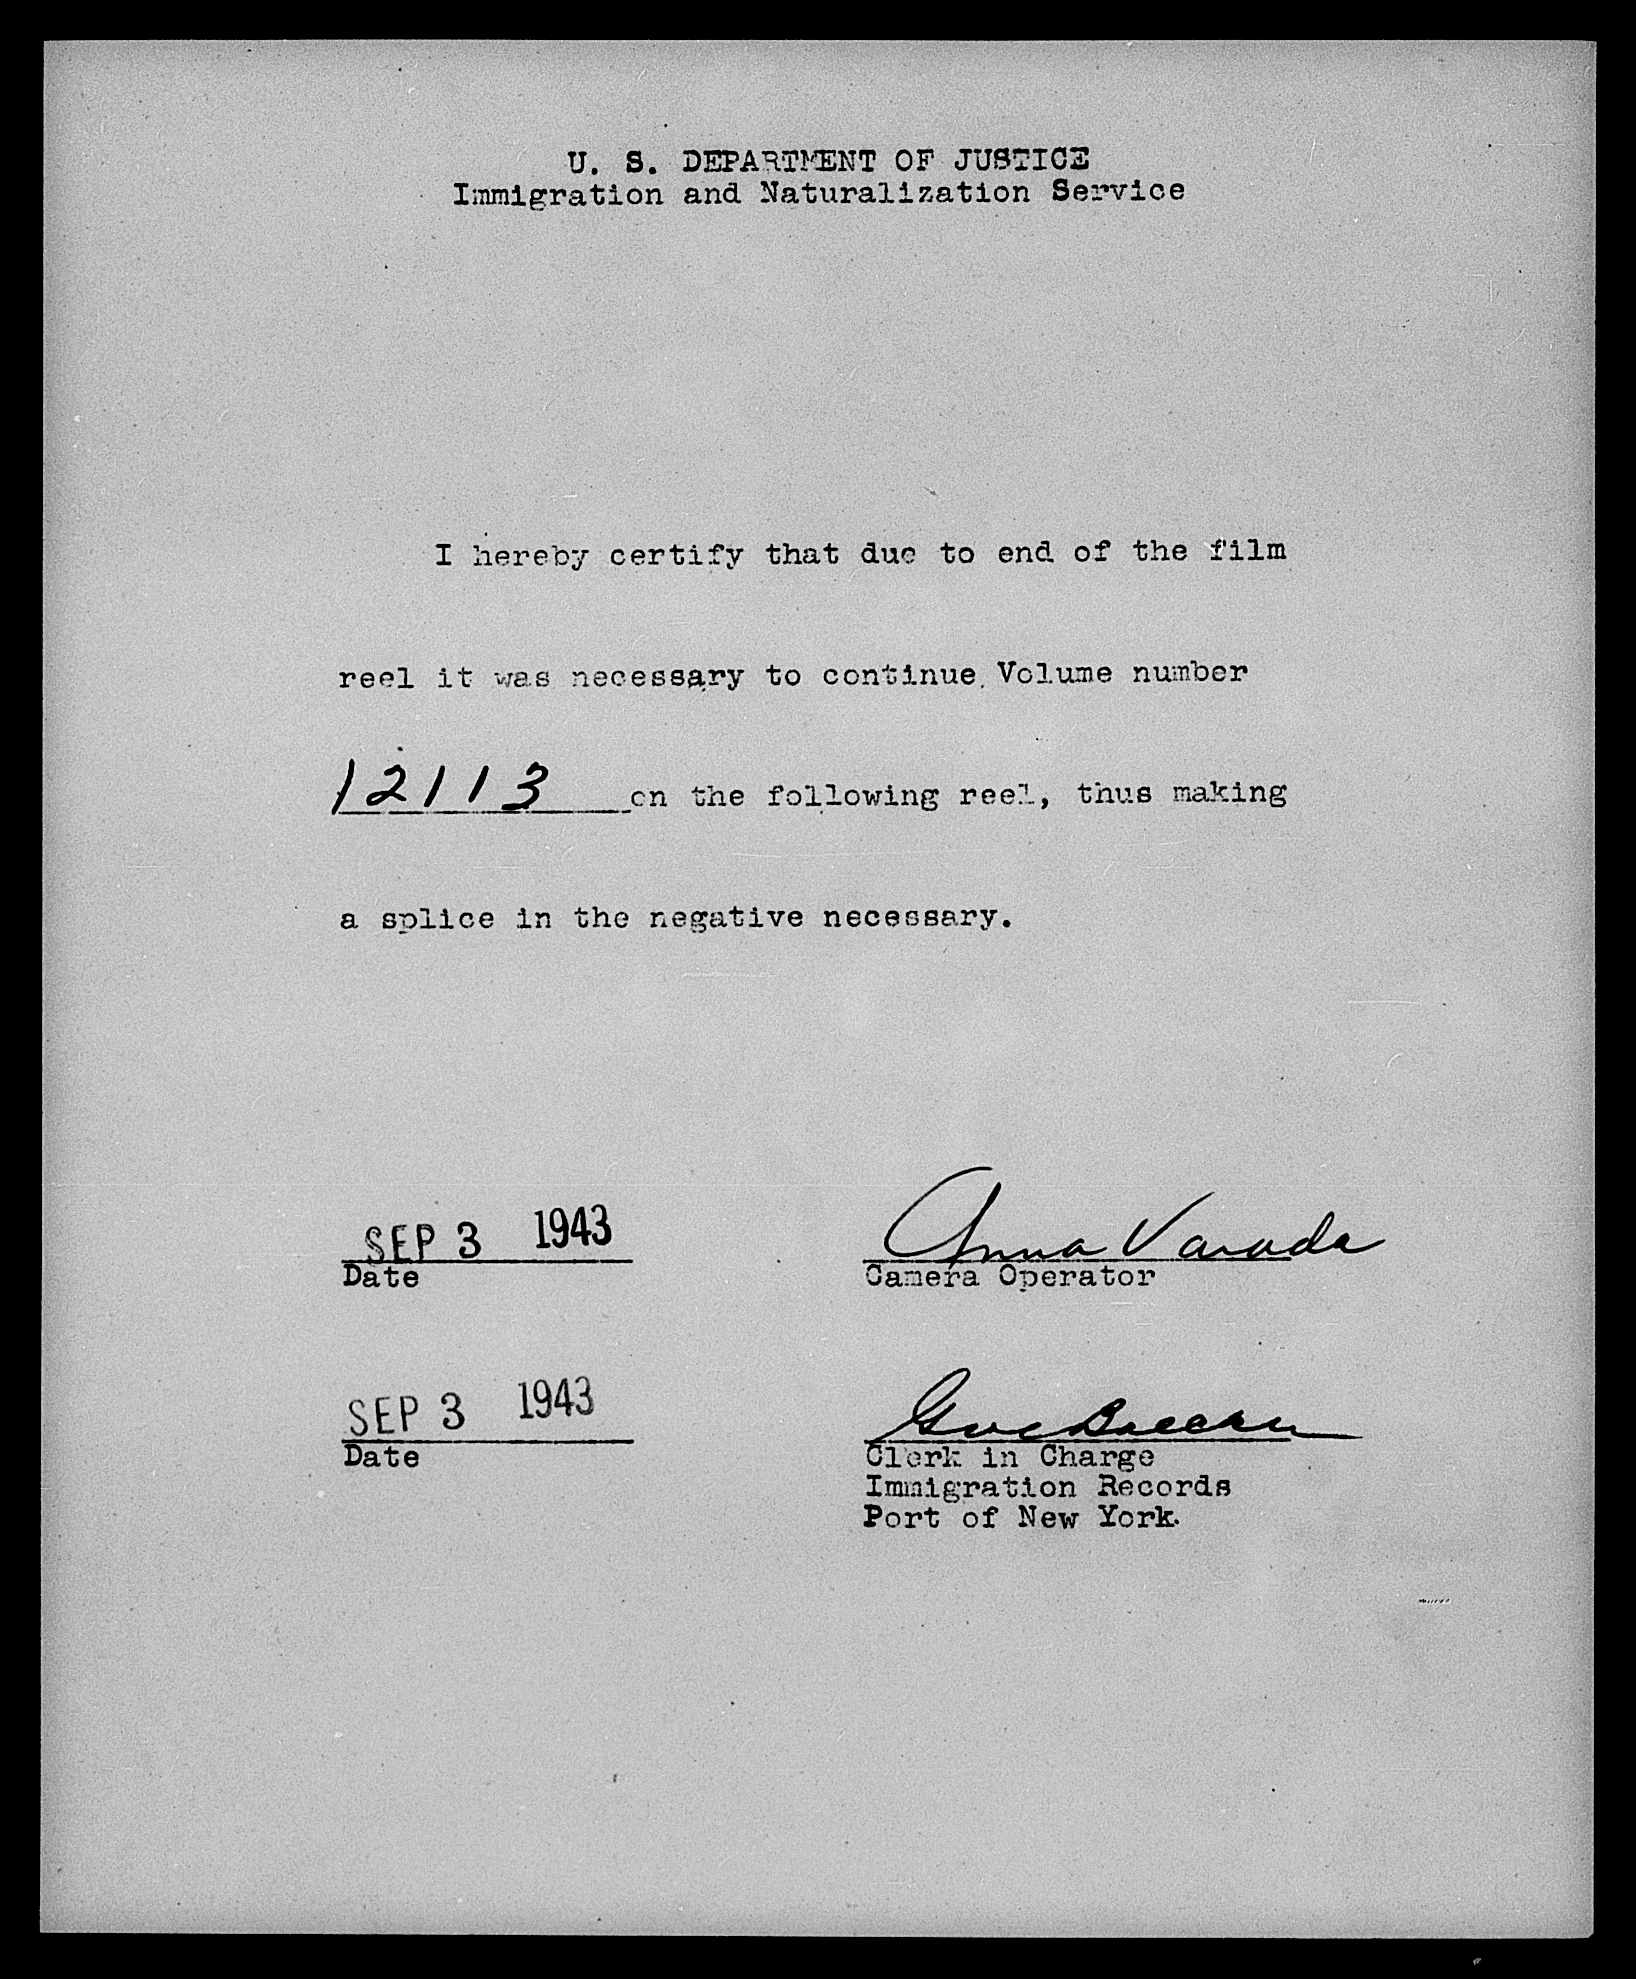 U. S. DEPARTMENT OF JUSTICE
Immigration and Naturalization Service
I hereby certify that due to end of the film
reel it was necessary to continue Volume number
12113 on the following reel, thus making
a splice in the negative necessary.
SEP 3 1943
Date
Anna Varada
Camera Operator
SEP 3 1943
Date
Clerk in Charge
Immigration Records
Port of New York.